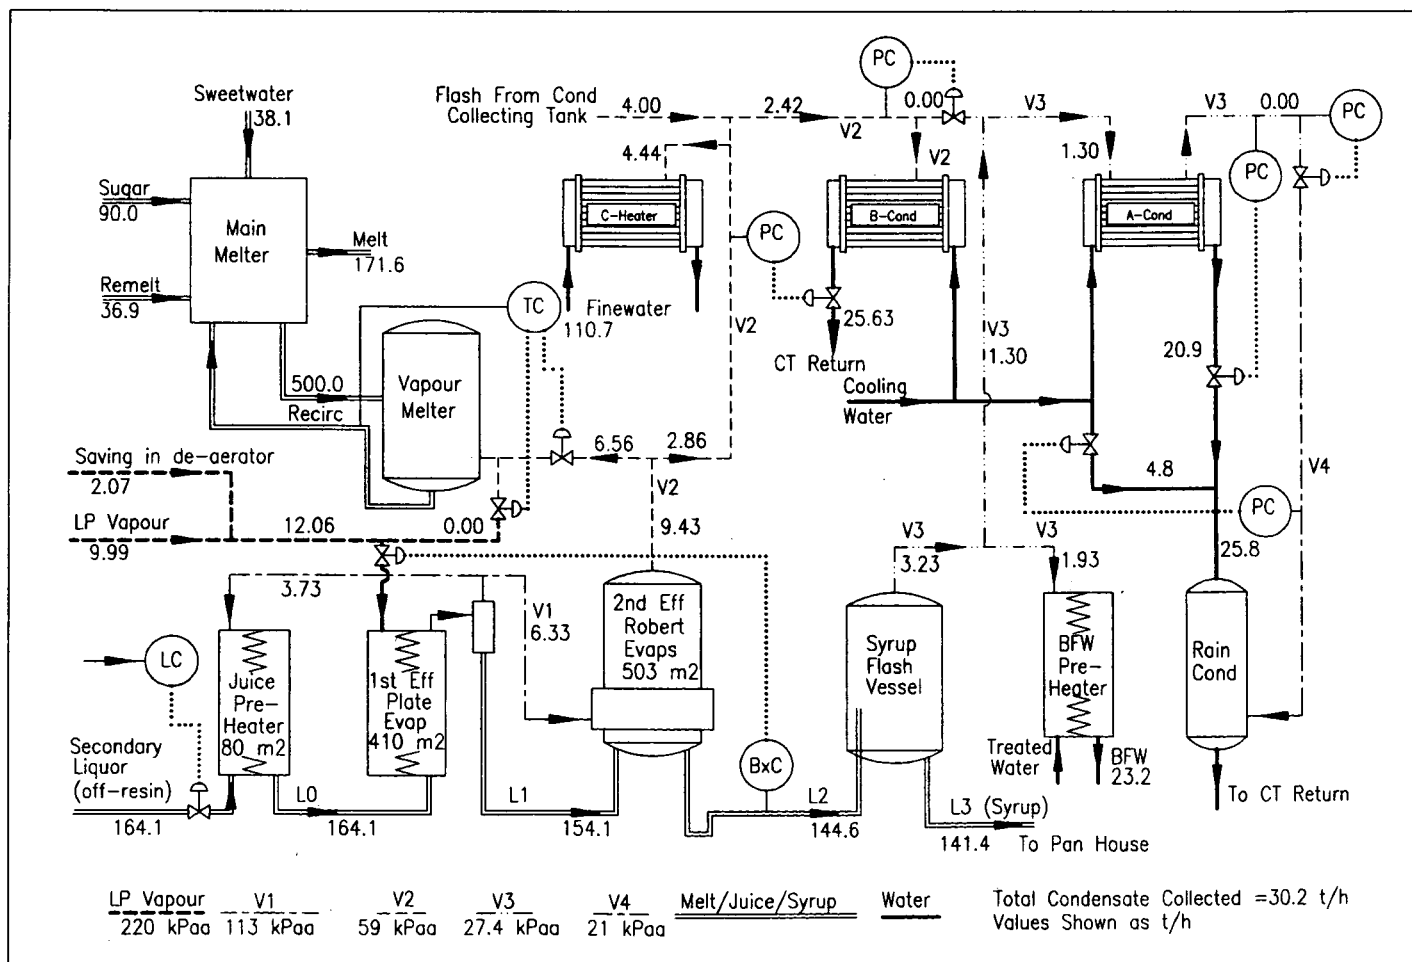 PC
Sweetwater
38.1
Flash From Cond
Collecting Tank
4.00
2.42
V2
0.00
V3
V3
0.00
PC
PC
4.44
V2
1.30
Sugar
90.0
Main
Melter
Melt
171.6
Remelt
36.9
C-Heater
B-Cond
A-Cond
PC
TC
Finewater
110.7
V2
25.63
CT Return
V3
1.30
20.9
Vapour
Melter
500.0
Recirc
Cooling
Water
6.56
2.86
Saving in de-aerator
2.07
V2
4.8
V4
LP Vapour
9.99
12.06
0.00
9.43
PC
V3
3.23
V3
1.93
25.8
3.73
V1
6.33
2nd Eff
Robert
Evaps
503 m2
LC
Juice
Pre-
Heater
80 m2
1st Eff
Plate
Evap
410 m2
Syrup
Flash
Vessel
BFW
Pre-
Heater
Rain
Cond
Secondary
Liquor
(off-resin)
164.1
L0
164.1
L1
154.1
BxC
L2
144.6
Treated
Water
BFW
23.2
To CT Return
L3 (Syrup)
141.4
To Pan House
LP Vapour
220 kPaa
V1
113 kPaa
V2
59 kPaa
V3
27.4 kPaa
V4
21 kPaa
Melt/Juice/Syrup
Water
Total Condensate Collected =30.2 t/h
Values Shown as t/h